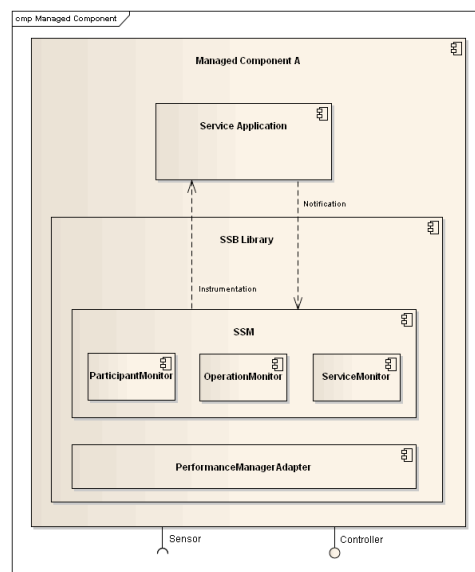 cmp Managed Component
Managed Component A
Service Application
Notification
SSB Library
Instrumentation
SSM
ParticipantMonitor
OperationMonitor
ServiceMonitor
PerformanceManagerAdapter
Sensor
Controller